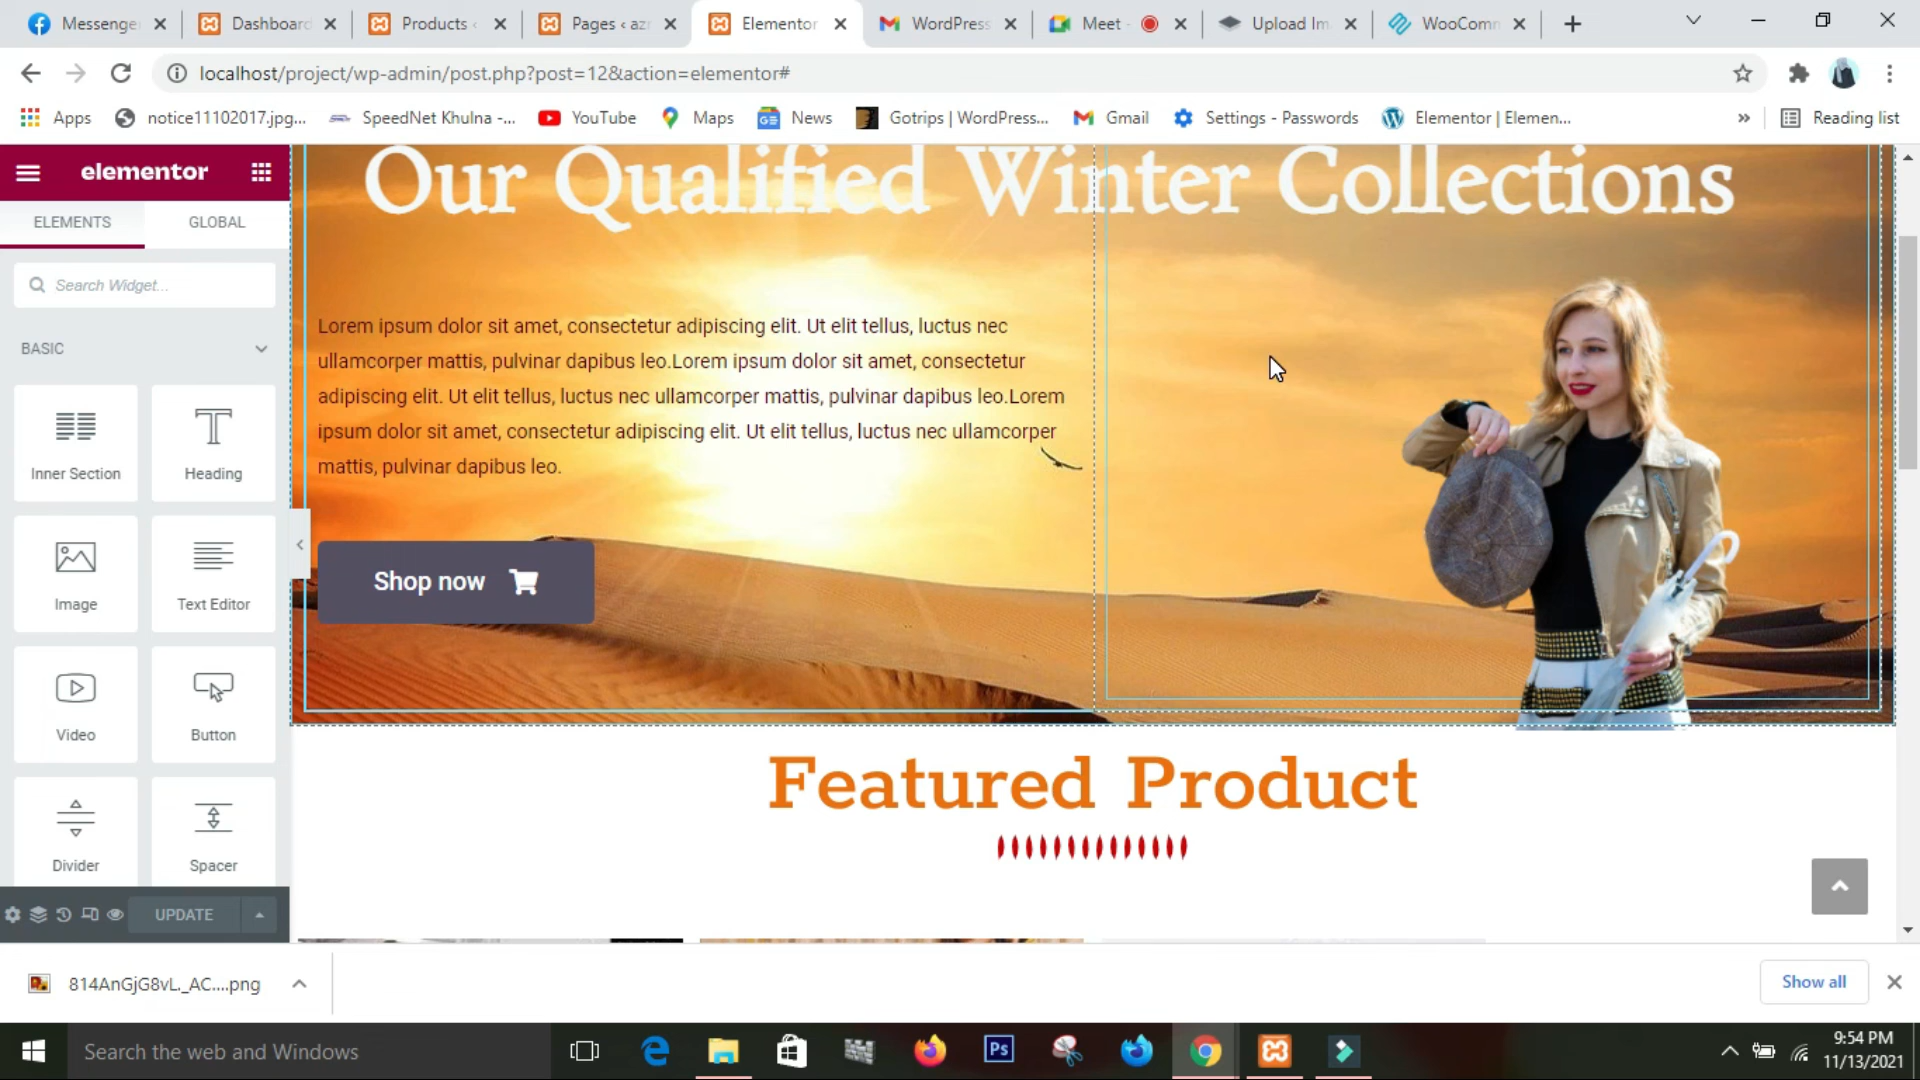 Messenge
Dashboard
Products ‹
Pages ‹ az
Elementor
WordPress
Meet -
Upload Im
WooComm
localhost/project/wp-admin/post.php?post=12&action=elementor#
Apps
notice11102017.jpg...
SpeedNet Khulna -...
YouTube
Maps
News
Gotrips | WordPress...
Gmail
Settings - Passwords
Elementor | Elemen...
»
Reading list
elementor
ELEMENTS
GLOBAL
Search Widget...
BASIC
Inner Section
Heading
Image
Text Editor
Video
Button
Divider
Spacer
UPDATE
Our Qualified Winter Collections
Lorem ipsum dolor sit amet, consectetur adipiscing elit. Ut elit tellus, luctus nec
ullamcorper mattis, pulvinar dapibus leo.Lorem ipsum dolor sit amet, consectetur
adipiscing elit. Ut elit tellus, luctus nec ullamcorper mattis, pulvinar dapibus leo.Lorem
ipsum dolor sit amet, consectetur adipiscing elit. Ut elit tellus, luctus nec ullamcorper
mattis, pulvinar dapibus leo.
Shop now
Featured Product
814AnGjG8vL._AC....png
Show all
Search the web and Windows
Ps
9:54 PM
11/13/2021